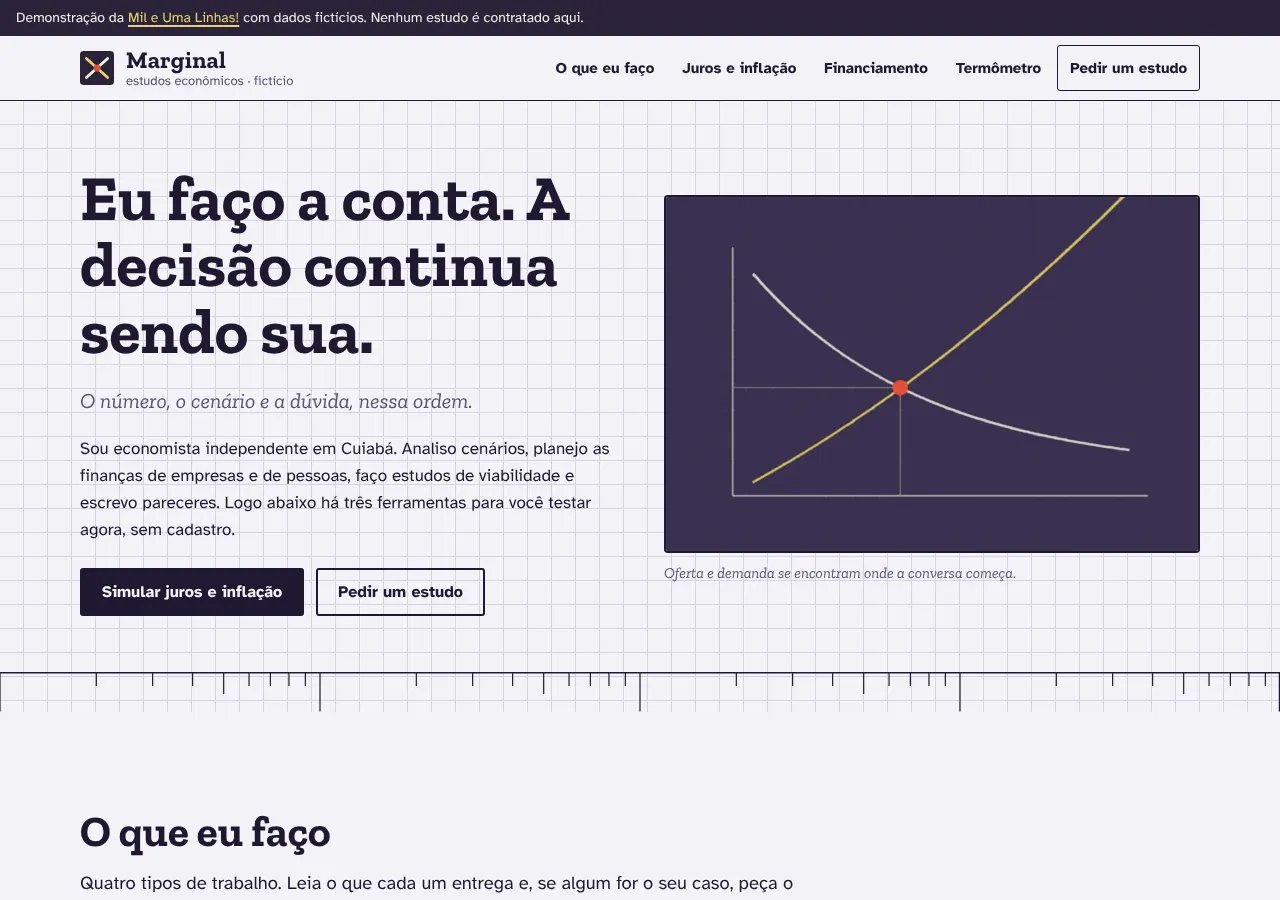 Demonstração da Mil e Uma Linhas! com dados fictícios. Nenhum estudo é contratado aqui.
Marginal
estudos econômicos · fictício
O que eu faço
Juros e inflação
Financiamento
Termômetro
Pedir um estudo
Eu faço a conta. A
decisão continua
sendo sua.
O número, o cenário e a dúvida, nessa ordem.
Sou economista independente em Cuiabá. Analiso cenários, planejo as
finanças de empresas e de pessoas, faço estudos de viabilidade e
escrevo pareceres. Logo abaixo há três ferramentas para você testar
agora, sem cadastro.
Simular juros e inflação
Pedir um estudo
Oferta e demanda se encontram onde a conversa começa.
O que eu faço
Quatro tipos de trabalho. Leia o que cada um entrega e, se algum for o seu caso, peça o